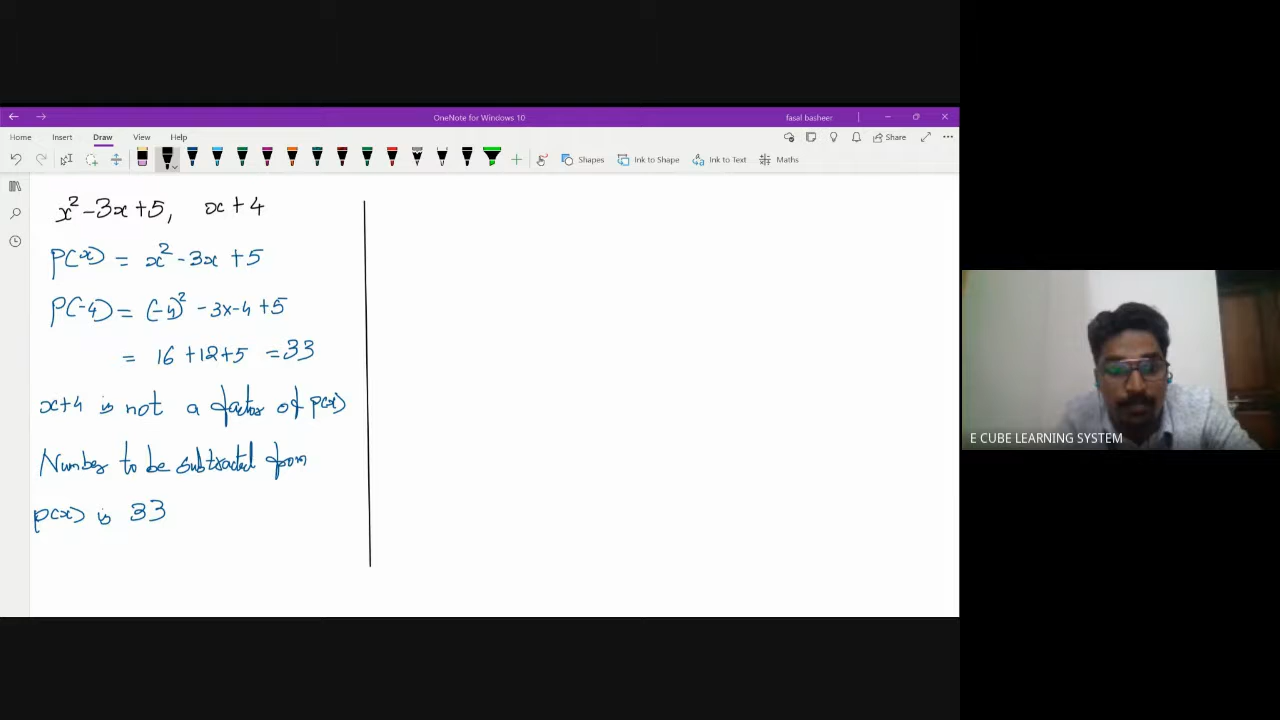 OneNote for Windows 10
fasal basheer
Home Insert Draw View Help
Share
Shapes Ink to Shape Ink to Text Maths
x² -3x +5, x+4
P(x) = x² -3x +5
P(-4) = (-4)² -3x-4 +5
= 16 +12+5 =33
x+4 is not a factor of P(x)
Number to be subtracted from
P(x) is 33
E CUBE LEARNING SYSTEM